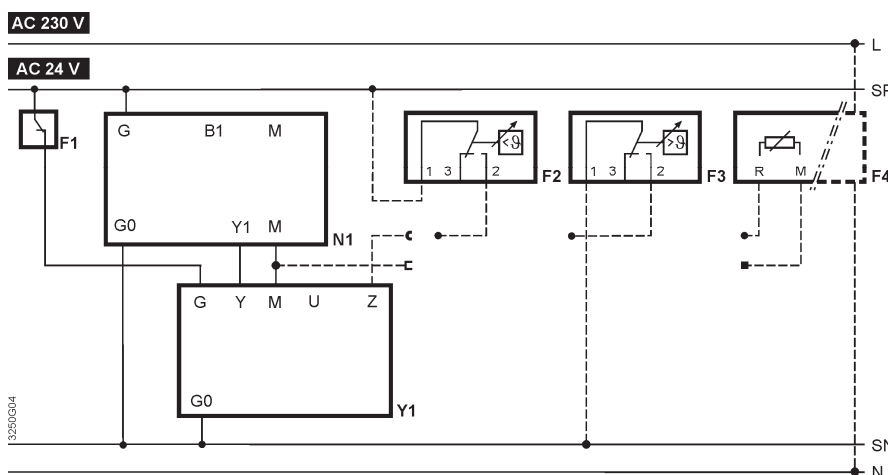 AC 230 V
L
AC 24 V
SP
F1
G B1 M
G0 Y1 M
N1
<ϑ
1 3 2
F2
<ϑ
1 3 2
F3
R M
F4
G Y M U Z
G0
Y1
3250G04
SN
N